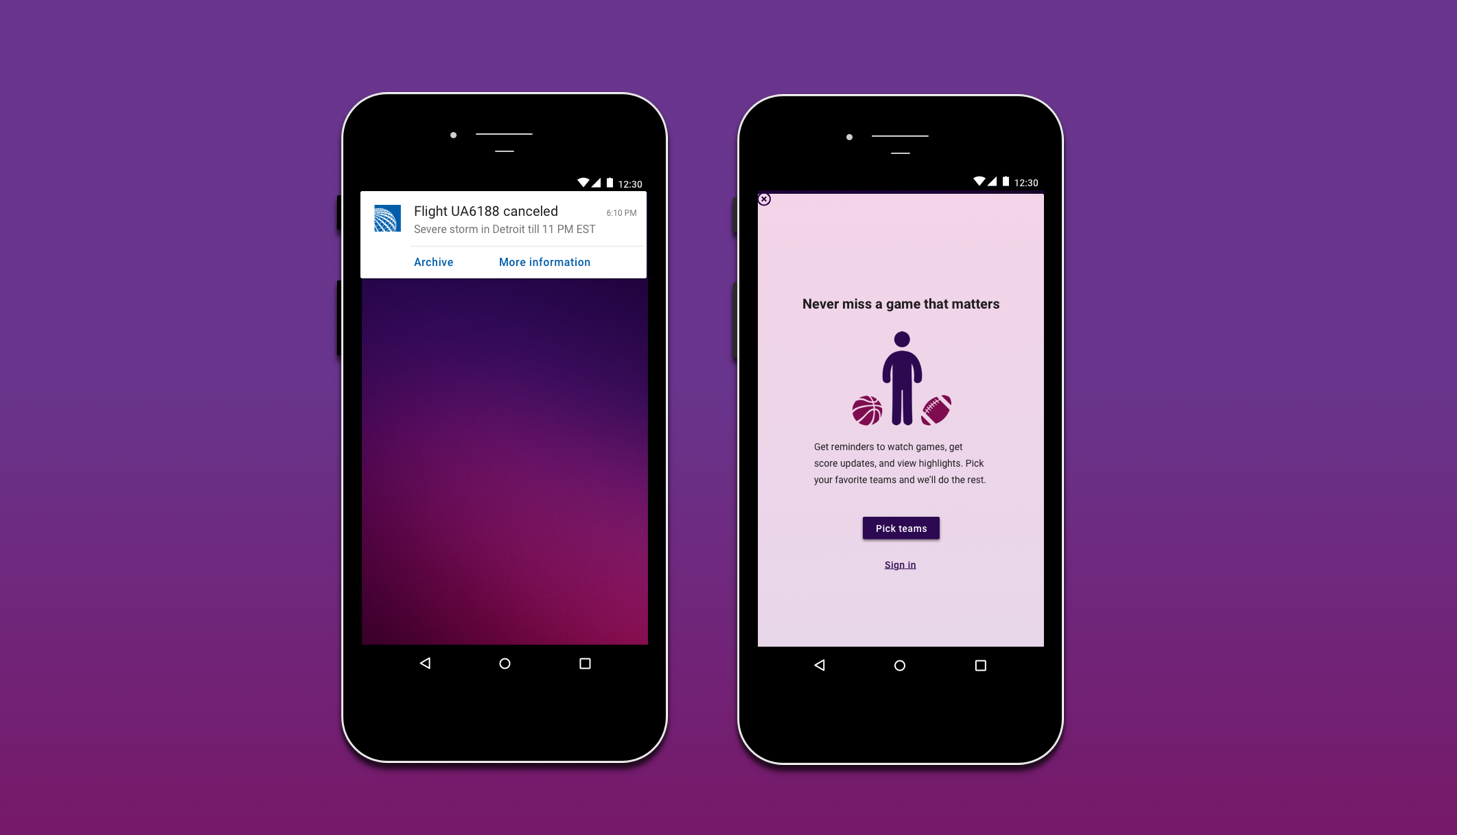 12:30
Flight UA6188 canceled
6:10 PM
Severe storm in Detroit till 11 PM EST
Archive
More information
12:30
Never miss a game that matters
Get reminders to watch games, get
score updates, and view highlights. Pick
your favorite teams and we'll do the rest.
Pick teams
Sign in